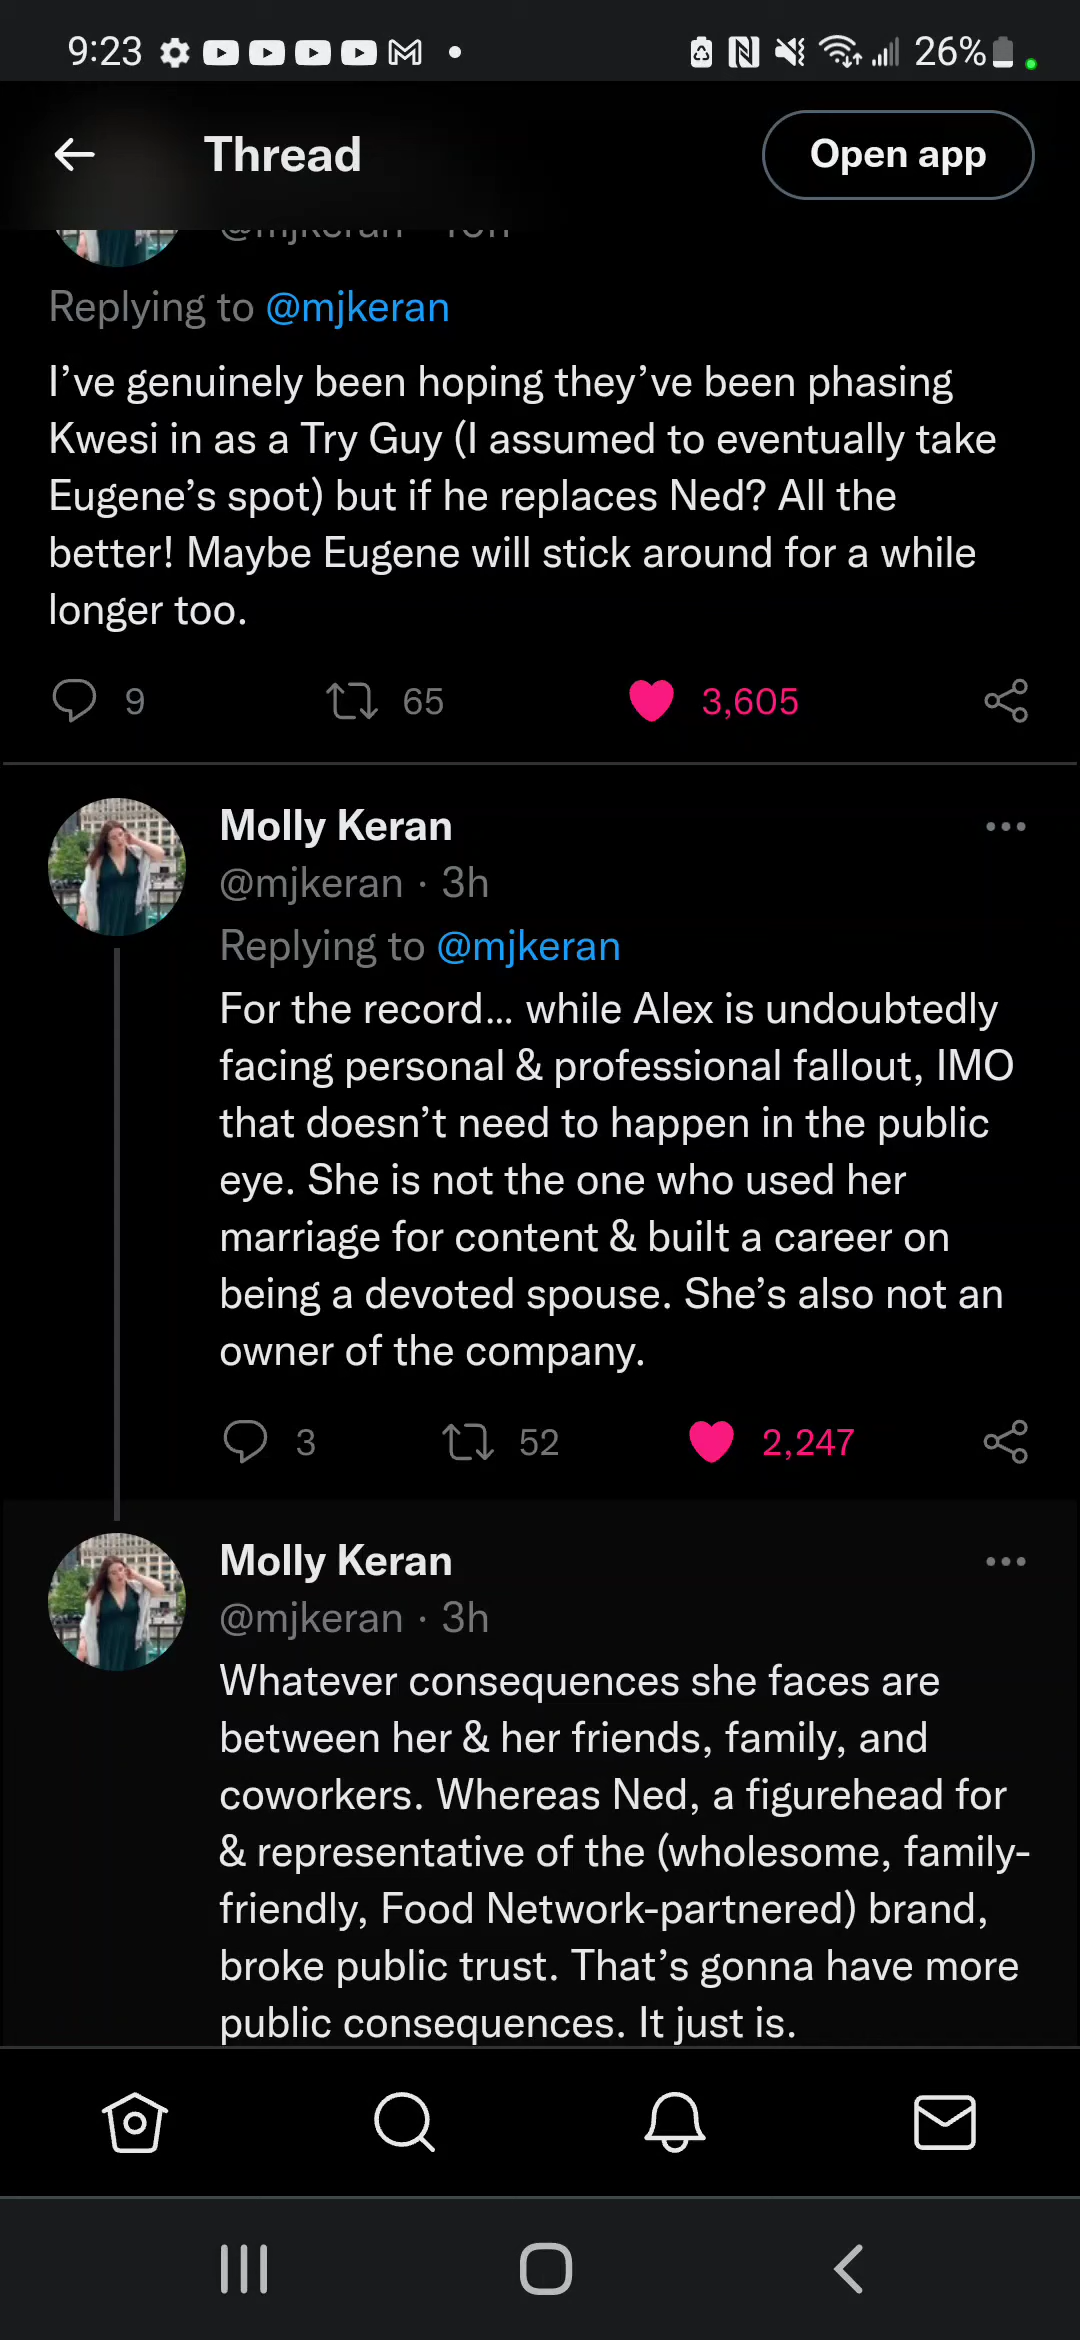 9:23
26%
Thread
Open app
Replying to @mjkeran
I’ve genuinely been hoping they’ve been phasing
Kwesi in as a Try Guy (I assumed to eventually take
Eugene’s spot) but if he replaces Ned? All the
better! Maybe Eugene will stick around for a while
longer too.
9 65 3,605
Molly Keran
@mjkeran · 3h
Replying to @mjkeran
For the record... while Alex is undoubtedly
facing personal & professional fallout, IMO
that doesn’t need to happen in the public
eye. She is not the one who used her
marriage for content & built a career on
being a devoted spouse. She’s also not an
owner of the company.
3 52 2,247
Molly Keran
@mjkeran · 3h
Whatever consequences she faces are
between her & her friends, family, and
coworkers. Whereas Ned, a figurehead for
& representative of the (wholesome, family-
friendly, Food Network-partnered) brand,
broke public trust. That’s gonna have more
public consequences. It just is.